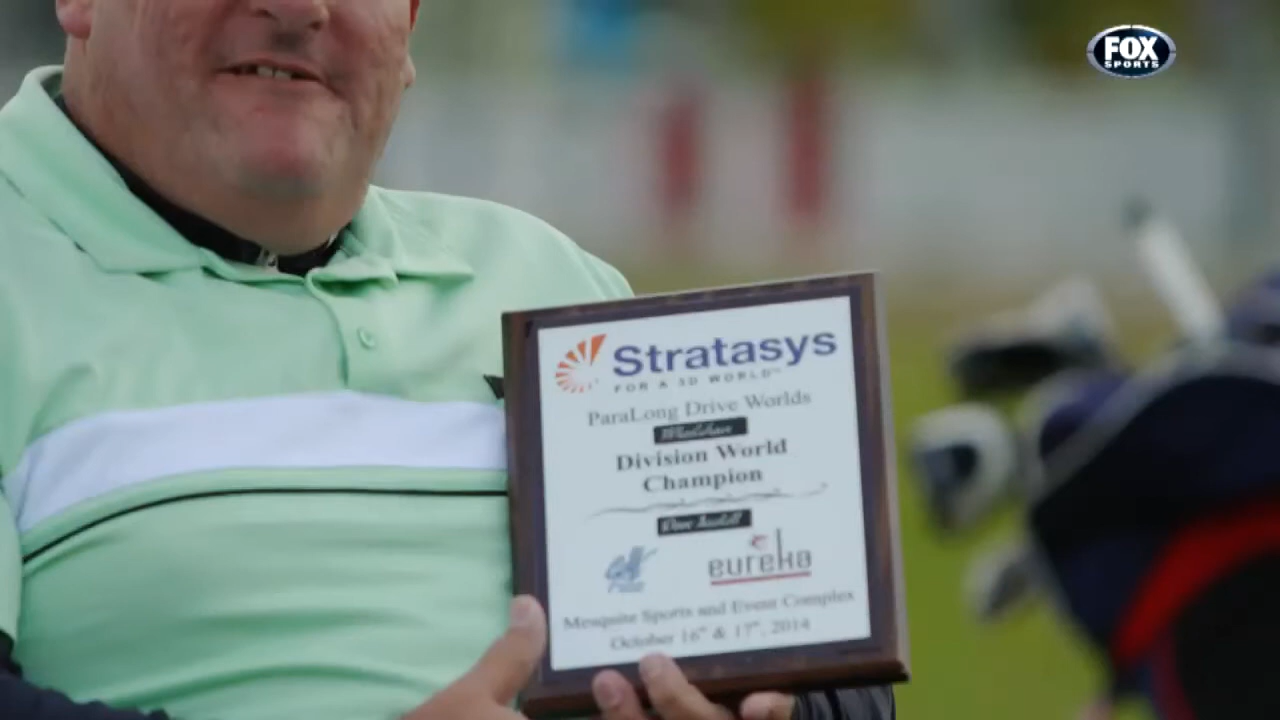 FOX
SPORTS
Stratasys
FOR A 3D WORLD™
ParaLong Drive Worlds
Wheelchair
Division World
Champion
eureka
Mesquite Sports and Event Complex
October 16th & 17th, 2014